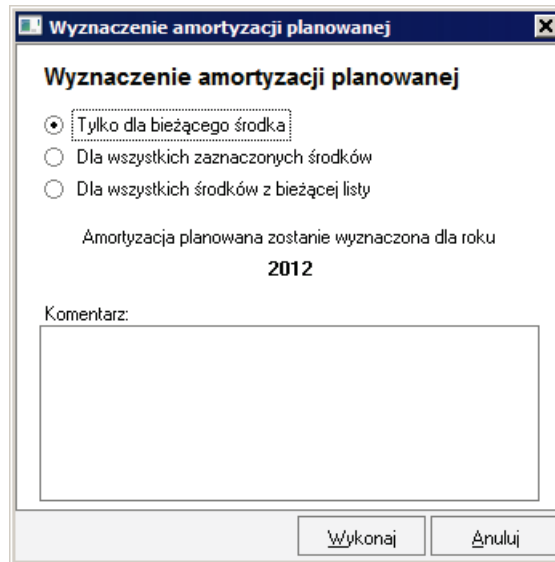 Wyznaczenie amortyzacji planowanej
Wyznaczenie amortyzacji planowanej
Tylko dla bieżącego środka
Dla wszystkich zaznaczonych środków
Dla wszystkich środków z bieżącej listy
Amortyzacja planowana zostanie wyznaczona dla roku
2012
Komentarz:
Wykonaj Anuluj